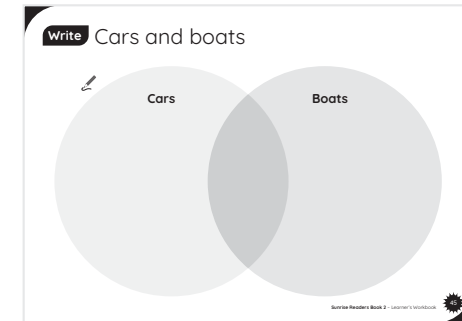 Write Cars and boats
Cars Boats
Sunrise Readers Book 2 – Learner's Workbook 45